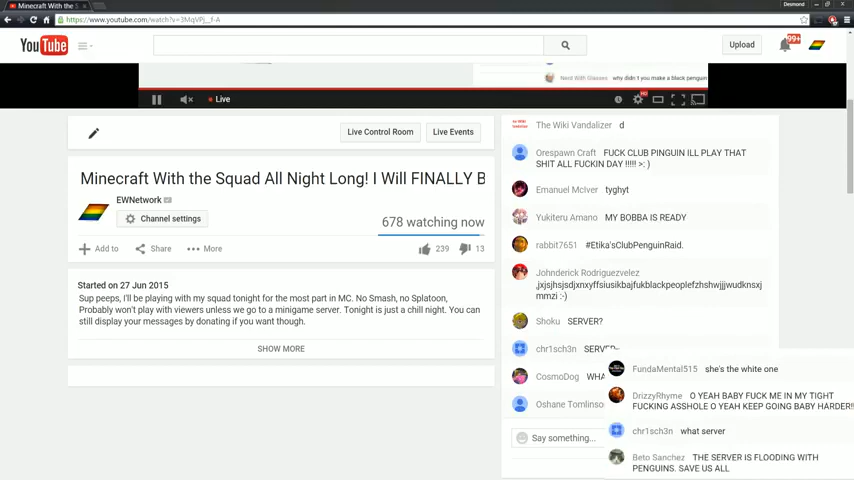 Minecraft With the S
Desmond
https://www.youtube.com/watch?v=3MqVPj_f-A
YouTube
Upload
99+
Nerd With Glasses why didn t you make a black penguin
Live
HD
Live Control Room
Live Events
Minecraft With the Squad All Night Long! I Will FINALLY B
EWNetwork
Channel settings
678 watching now
Add to
Share
More
239
13
Started on 27 Jun 2015
Sup peeps, I'll be playing with my squad tonight for the most part in MC. No Smash, no Splatoon,
Probably won't play with viewers unless we go to a minigame server. Tonight is just a chill night. You can
still display your messages by donating if you want though.
SHOW MORE
The Wiki Vandalizer d
Orespawn Craft FUCK CLUB PINGUIN ILL PLAY THAT
SHIT ALL FUCKIN DAY !!!!! >: )
Emanuel McIver tyghyt
Yukiteru Amano MY BOBBA IS READY
rabbit7651 #Etika'sClubPenguinRaid.
Johnderick Rodriguezvelez
,jxjsjhsjsdjxnxyffsiusikbajfukblackpeoplefzhshwjjjwudknsxj
mmzi :-)
Shoku SERVER?
chr1sch3n SERVER
CosmoDog WHA
Oshane Tomlinso
Say something...
FundaMental515 she's the white one
DrizzyRhyme O YEAH BABY FUCK ME IN MY TIGHT
FUCKING ASSHOLE O YEAH KEEP GOING BABY HARDER!!
chr1sch3n what server
Beto Sanchez THE SERVER IS FLOODING WITH
PENGUINS. SAVE US ALL